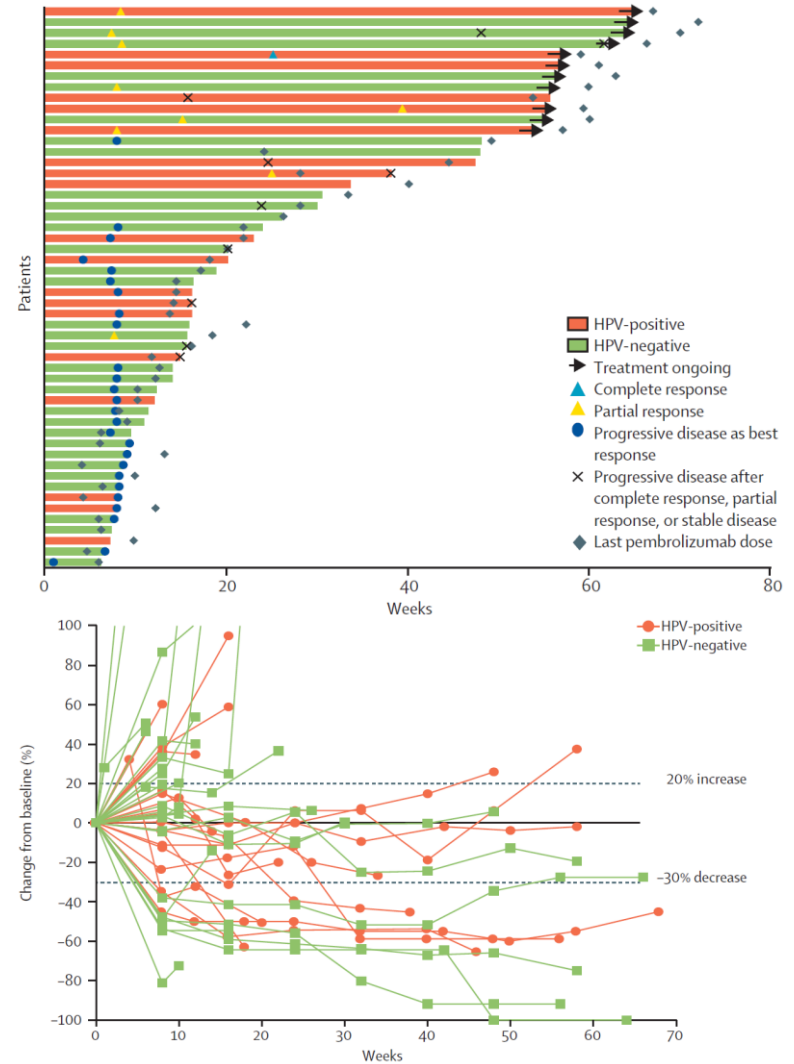 Patients
HPV-positive
HPV-negative
Treatment ongoing
Complete response
Partial response
Progressive disease as best
response
Progressive disease after
complete response, partial
response, or stable disease
Last pembrolizumab dose
0 20 40 60 80
Weeks
Change from baseline (%)
100
80
60
40
20
0
−20
−40
−60
−80
−100
HPV-positive
HPV-negative
20% increase
−30% decrease
0 10 20 30 40 50 60 70
Weeks